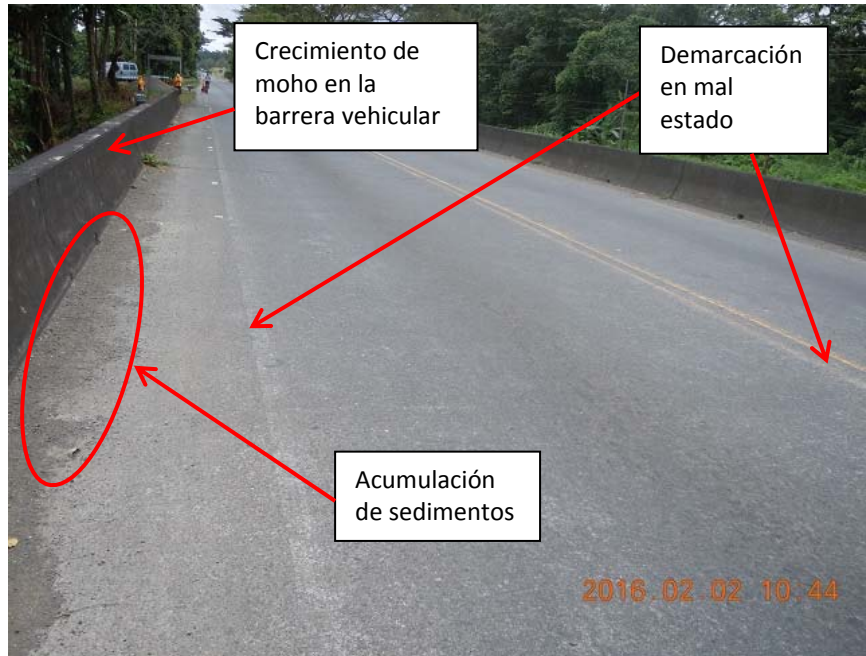 Crecimiento de
moho en la
barrera vehicular
Demarcación
en mal
estado
Acumulación
de sedimentos
2016.02.02 10:44